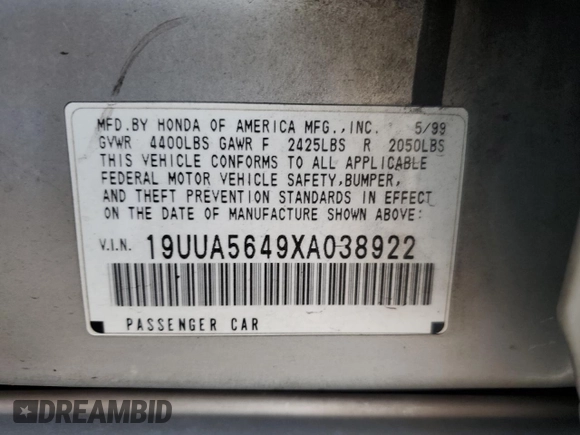 MFD.BY HONDA OF AMERICA MFG.,INC. 5/99
GVWR 4400LBS GAWR F 2425LBS R 2050LBS
THIS VEHICLE CONFORMS TO ALL APPLICABLE
FEDERAL MOTOR VEHICLE SAFETY,BUMPER,
AND THEFT PREVENTION STANDARDS IN EFFECT
ON THE DATE OF MANUFACTURE SHOWN ABOVE:
V.I.N. 19UUA5649XA038922
PASSENGER CAR
DREAMBID